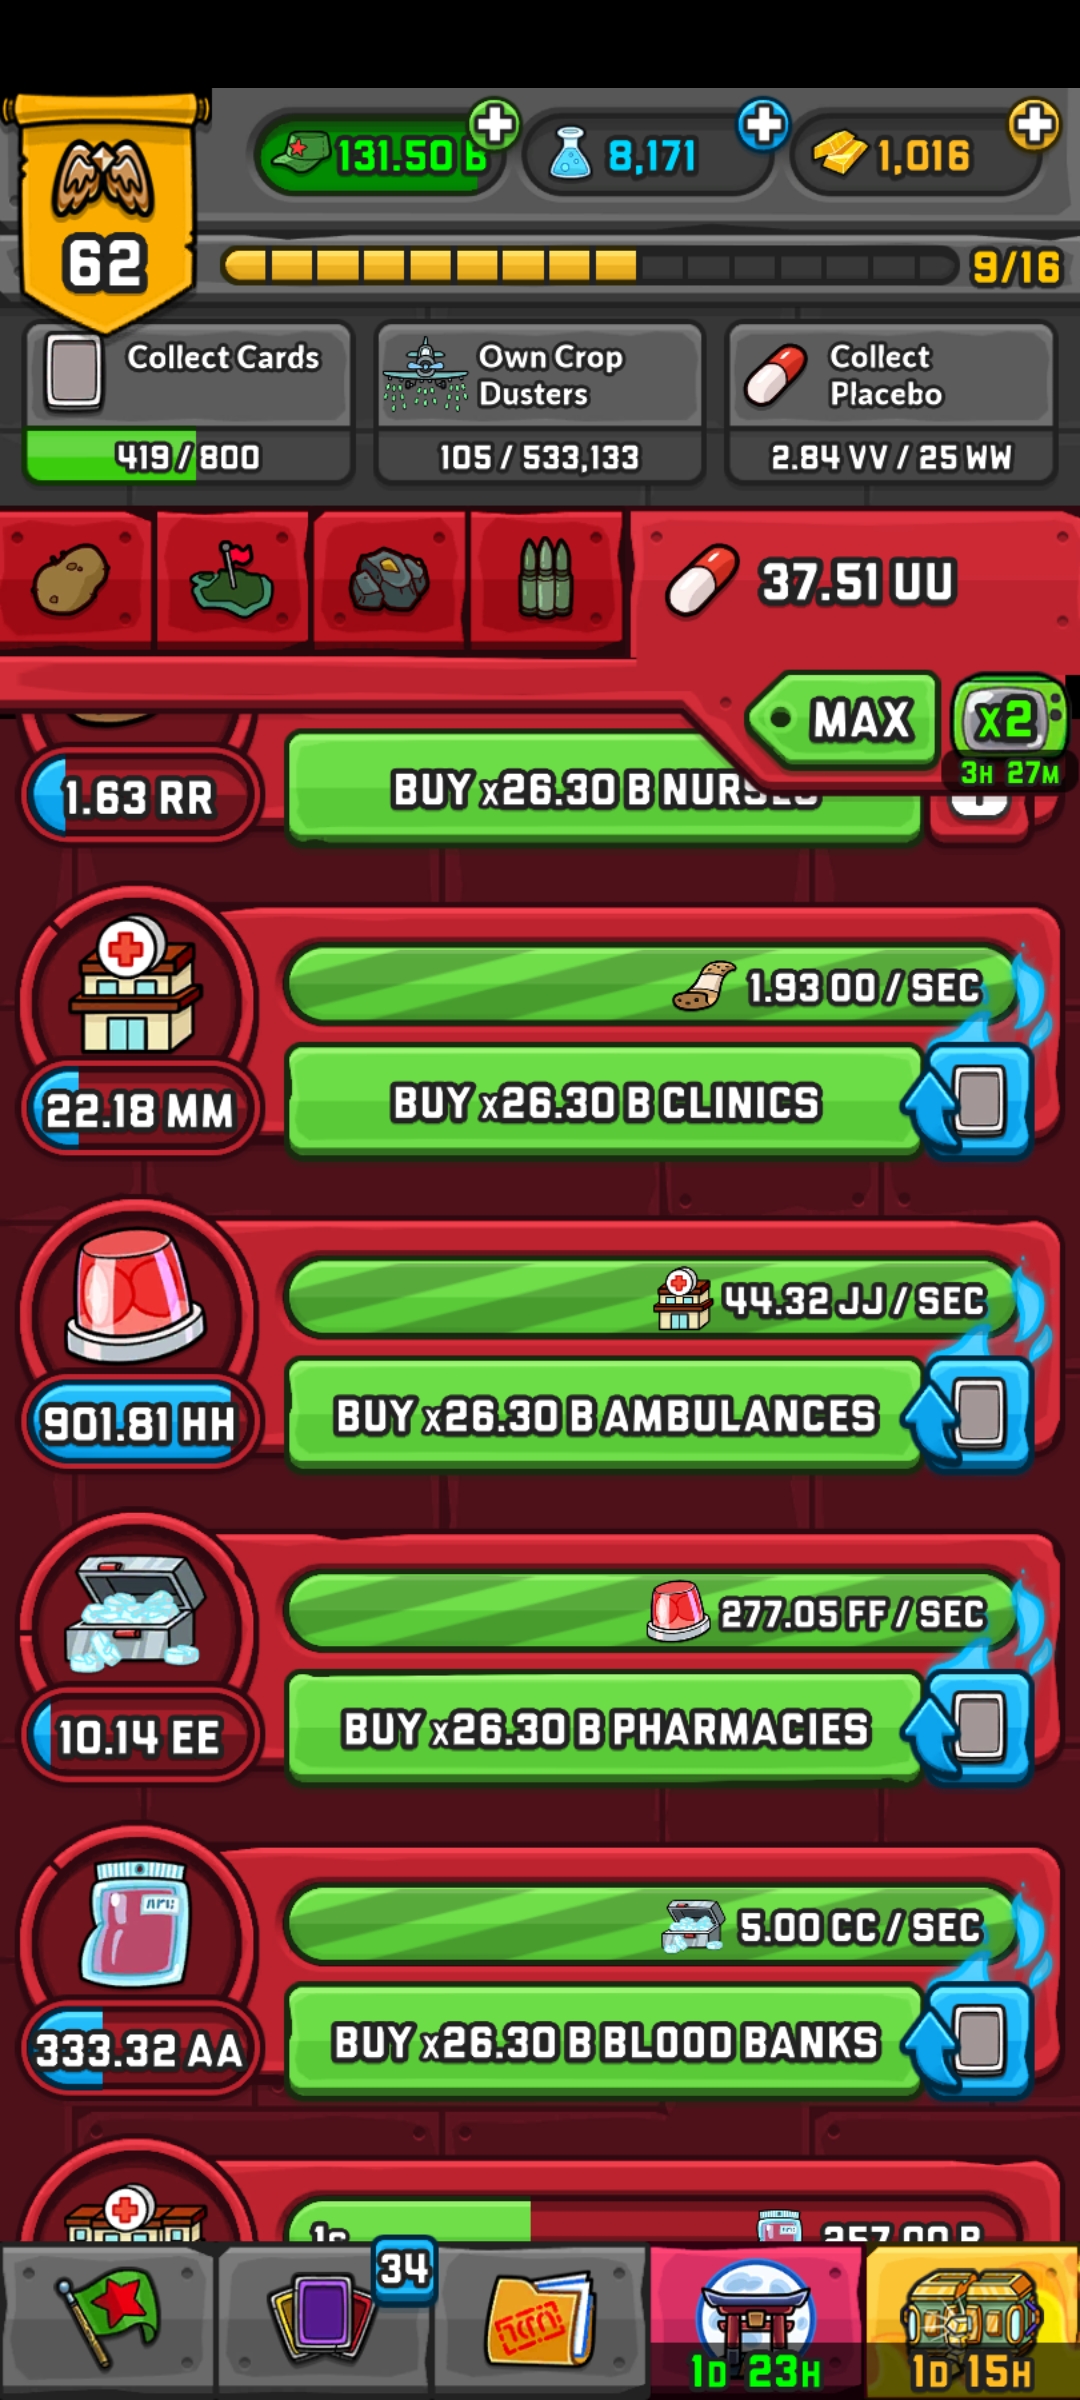 131.50 B
8,171
1,016
62
9/16
Collect Cards
419 / 800
Own Crop
Dusters
105 / 533,133
Collect
Placebo
2.84 VV / 25 WW
37.51 UU
MAX
x2
3H 27M
1.63 RR
BUY x26.30 B NURSES
1.93 OO / SEC
22.18 MM
BUY x26.30 B CLINICS
44.32 JJ / SEC
901.81 HH
BUY x26.30 B AMBULANCES
277.05 FF / SEC
10.14 EE
BUY x26.30 B PHARMACIES
5.00 CC / SEC
333.32 AA
BUY x26.30 B BLOOD BANKS
1s
257.00 B
34
1D 23H
1D 15H